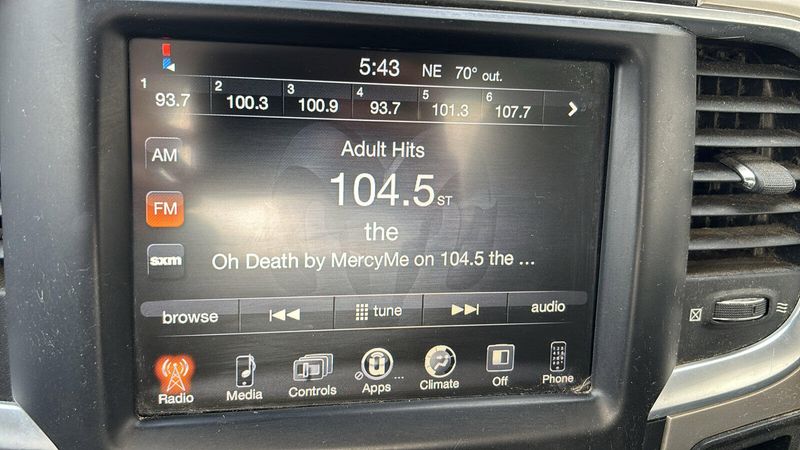 5:43 NE 70° out.
1 2 3 4 5 6
93.7 100.3 100.9 93.7 101.3 107.7
AM Adult Hits
104.5 ST
FM
the
sxm Oh Death by MercyMe on 104.5 the ...
browse tune audio
Radio Media Controls Apps ... Climate Off Phone